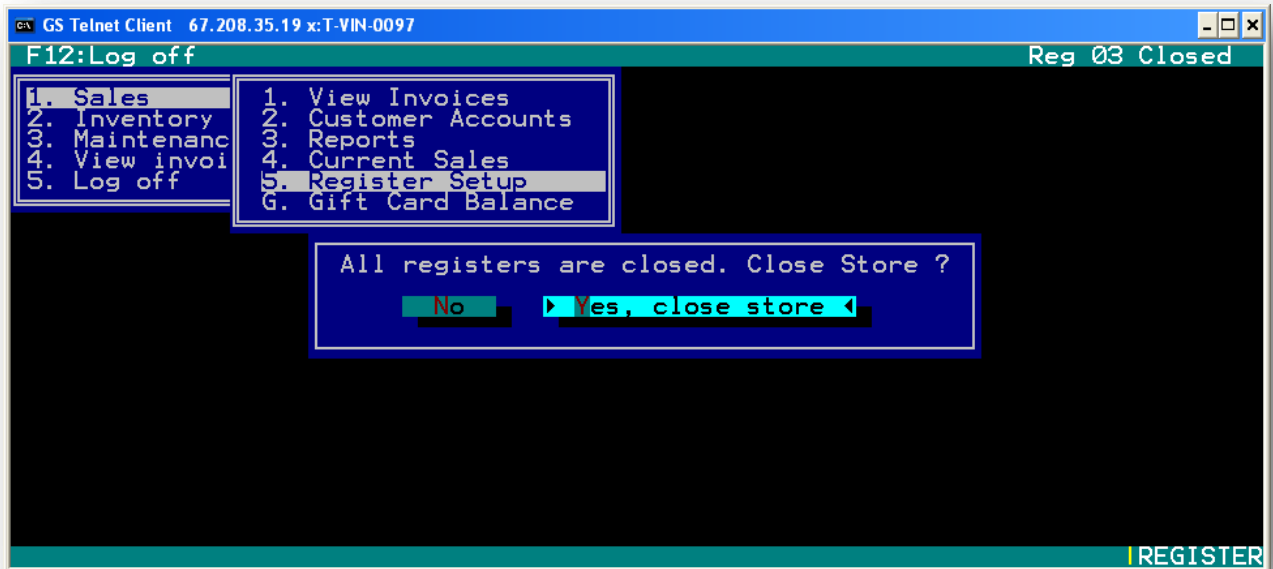 GS Telnet Client 67.208.35.19 x:T-VIN-0097
F12:Log off Reg 03 Closed
1. Sales
2. Inventory
3. Maintenanc
4. View invoi
5. Log off
1. View Invoices
2. Customer Accounts
3. Reports
4. Current Sales
5. Register Setup
G. Gift Card Balance
All registers are closed. Close Store ?
No Yes, close store
REGISTER